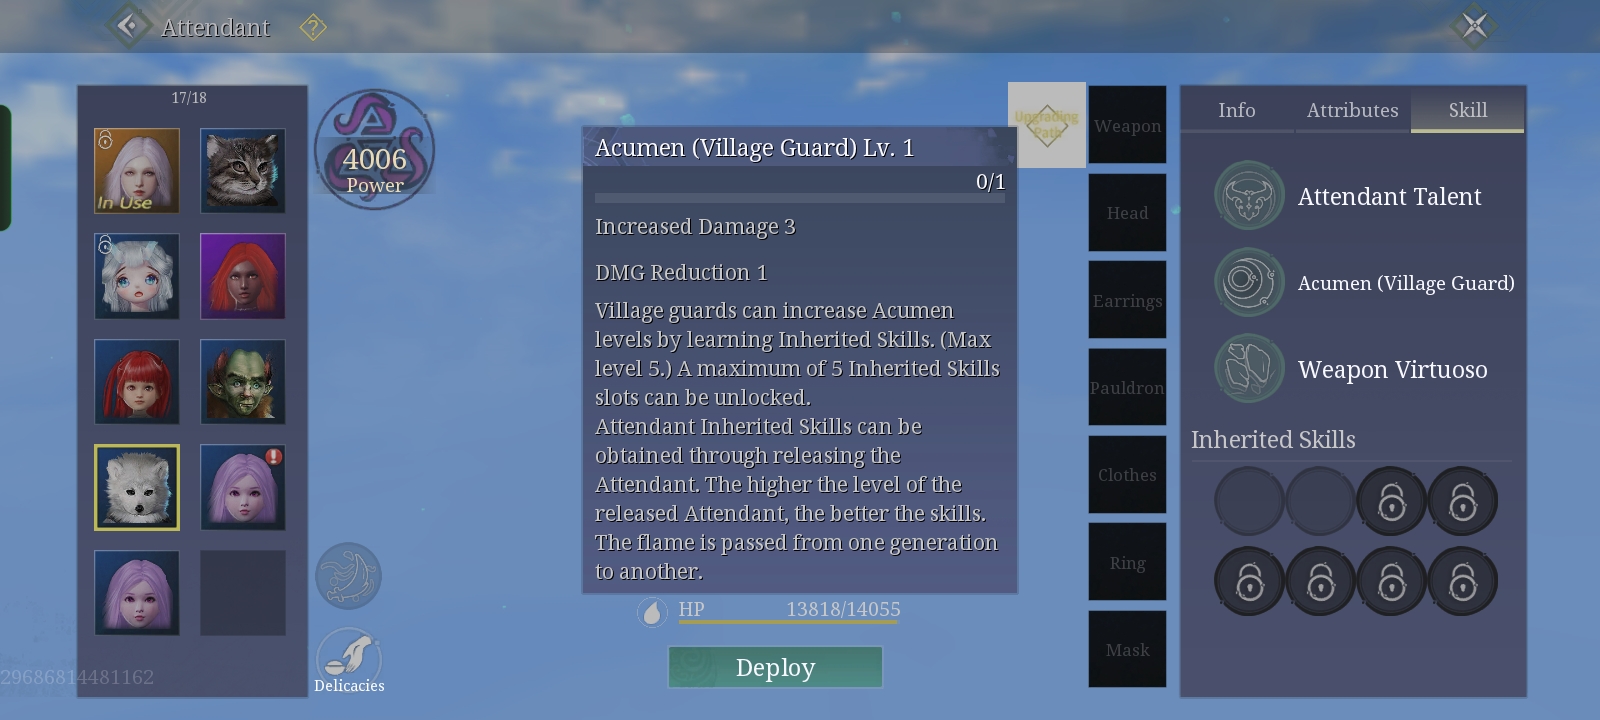 Attendant
?
17/18
In Use
4006
Power
Delicacies
29686814481162
Acumen (Village Guard) Lv. 1
0/1
Increased Damage 3
DMG Reduction 1
Village guards can increase Acumen
levels by learning Inherited Skills. (Max
level 5.) A maximum of 5 Inherited Skills
slots can be unlocked.
Attendant Inherited Skills can be
obtained through releasing the
Attendant. The higher the level of the
released Attendant, the better the skills.
The flame is passed from one generation
to another.
HP 13818/14055
Deploy
Upgrading
Path
Weapon
Head
Earrings
Pauldron
Clothes
Ring
Mask
Info Attributes Skill
Attendant Talent
Acumen (Village Guard)
Weapon Virtuoso
Inherited Skills